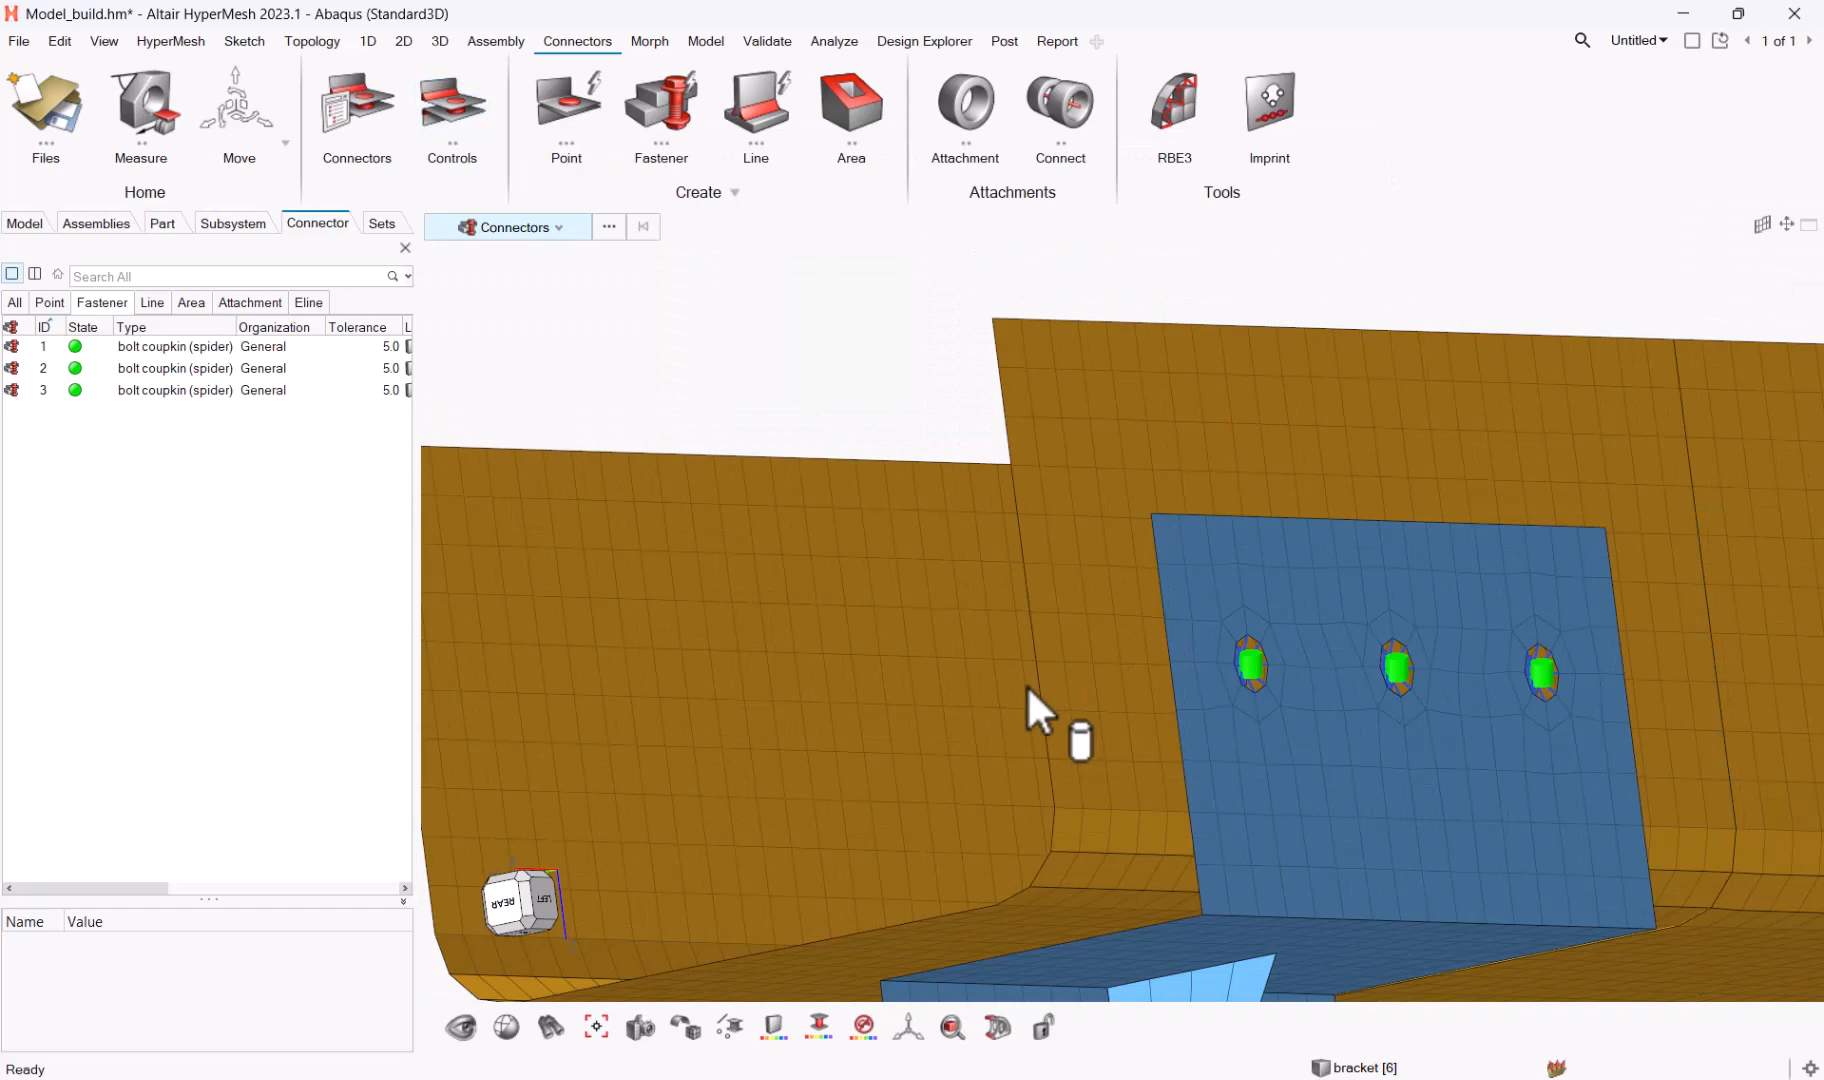 Model_build.hm* - Altair HyperMesh 2023.1 - Abaqus (Standard3D)
File Edit View HyperMesh Sketch Topology 1D 2D 3D Assembly Connectors Morph Model Validate Analyze Design Explorer Post Report Untitled 1 of 1
Files Measure Move Connectors Controls Point Fastener Line Area Attachment Connect RBE3 Imprint
Home Create Attachments Tools
Model Assemblies Part Subsystem Connector Sets
Connectors
Search All
All Point Fastener Line Area Attachment Eline
ID State Type Organization Tolerance L
1 bolt coupkin (spider) General 5.0
2 bolt coupkin (spider) General 5.0
3 bolt coupkin (spider) General 5.0
REAR LEFT
Name Value
Ready bracket [6]